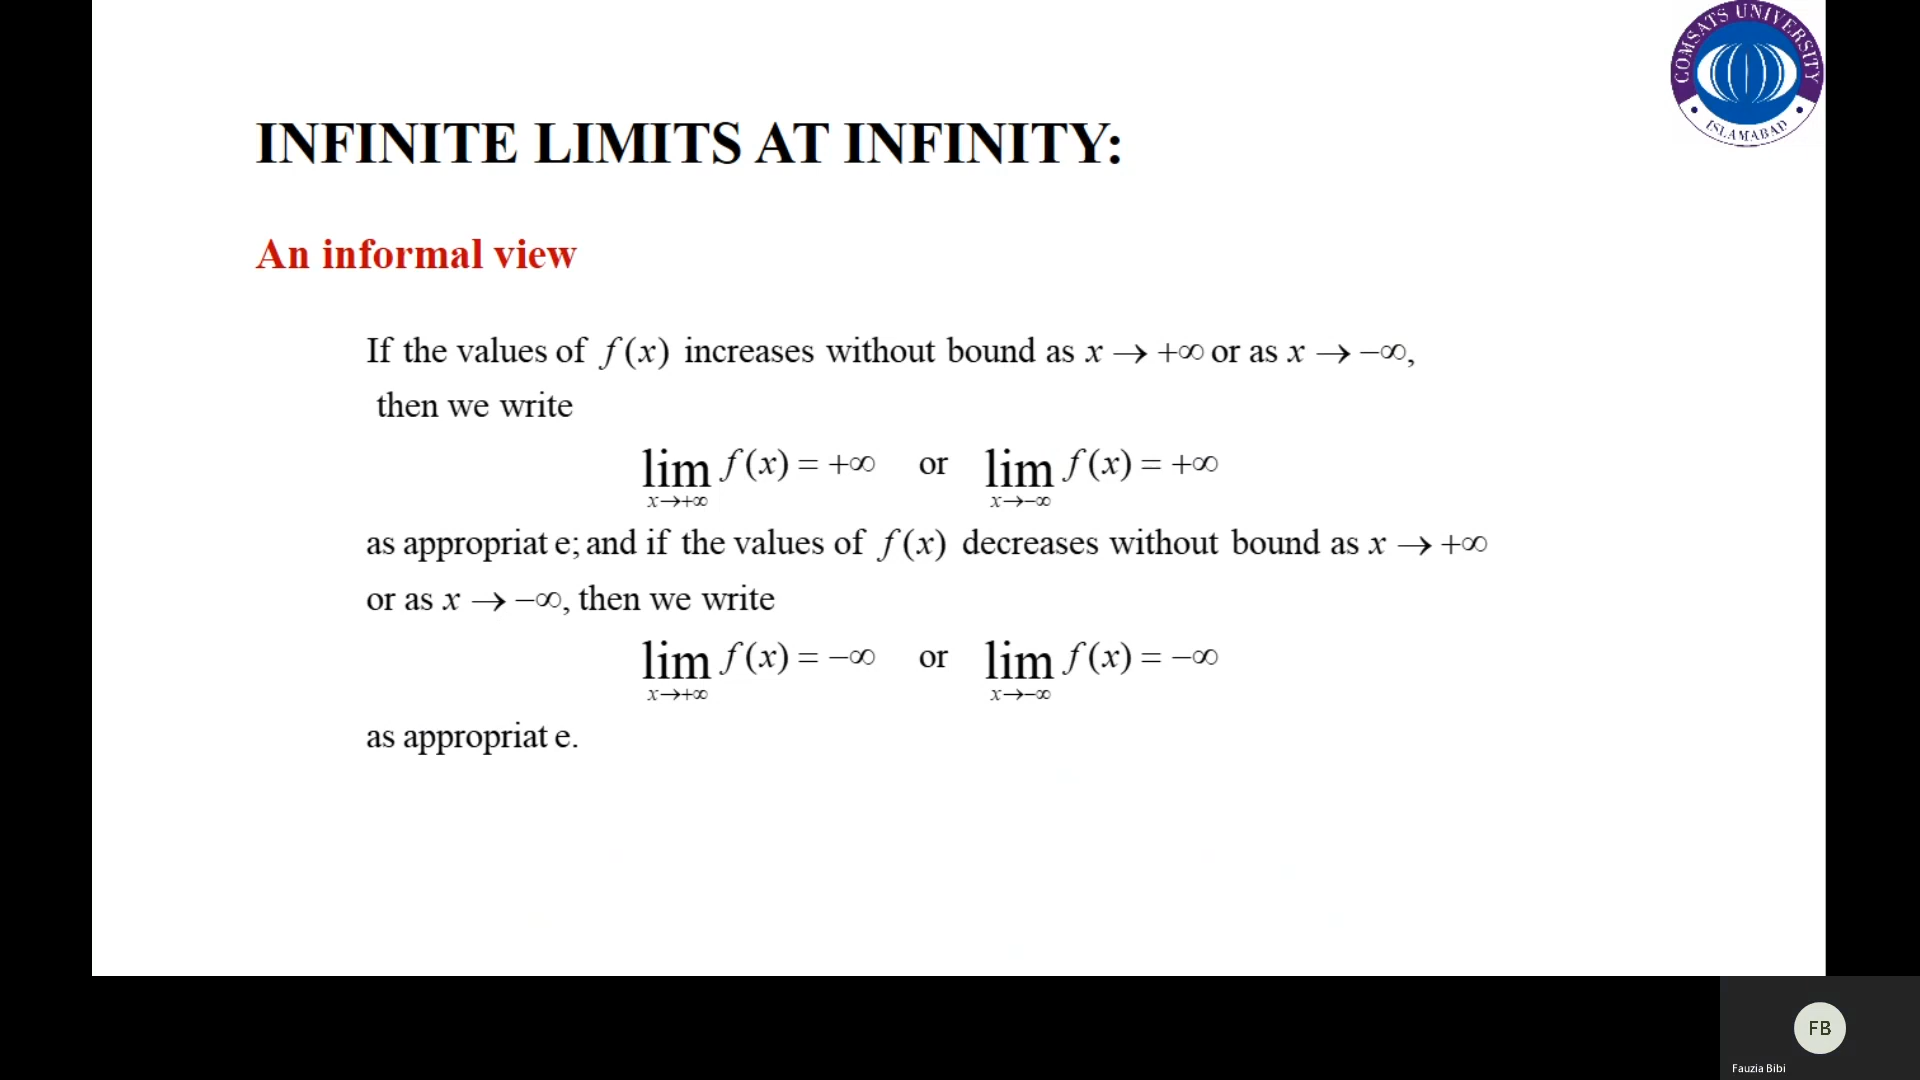 COMSATS UNIVERSITY
ISLAMABAD
INFINITE LIMITS AT INFINITY:
An informal view
If the values of f(x) increases without bound as x → +∞ or as x → −∞,
then we write
lim f(x) = +∞ or lim f(x) = +∞
x→+∞ x→−∞
as appropriat e; and if the values of f(x) decreases without bound as x → +∞
or as x → −∞, then we write
lim f(x) = −∞ or lim f(x) = −∞
x→+∞ x→−∞
as appropriat e.
FB
Fauzia Bibi